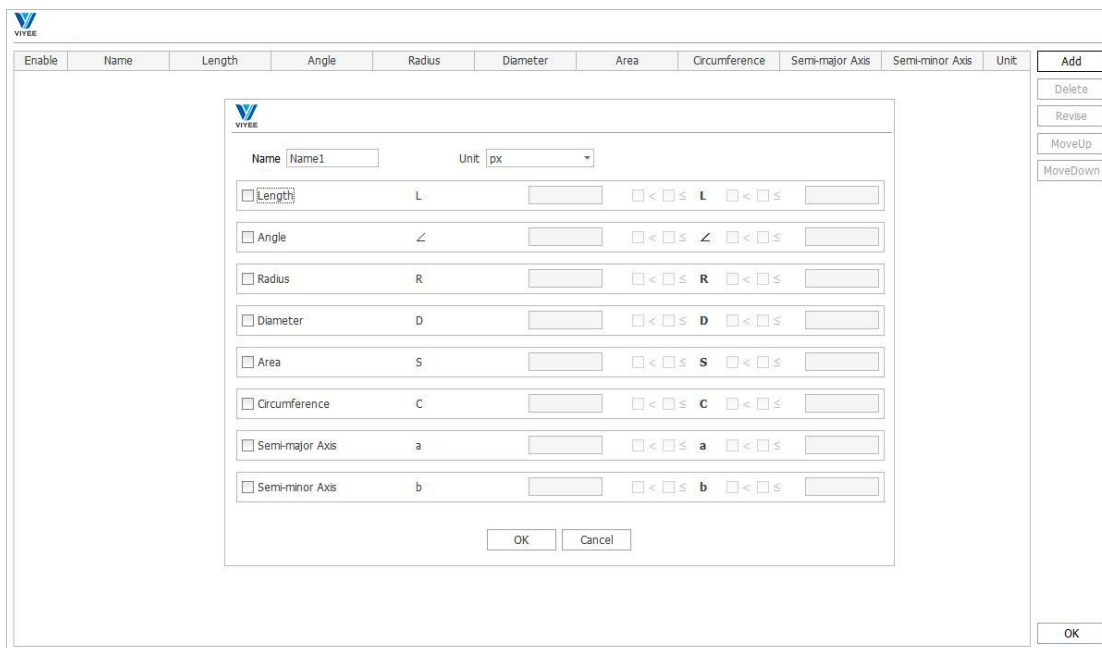 VIYEE
Enable Name Length Angle Radius Diameter Area Circumference Semi-major Axis Semi-minor Axis Unit Add
Delete
Revise
MoveUp
MoveDown
VIYEE
Name Name1 Unit px
Length L < ≤ L < ≤
Angle ∠ < ≤ ∠ < ≤
Radius R < ≤ R < ≤
Diameter D < ≤ D < ≤
Area S < ≤ S < ≤
Circumference C < ≤ C < ≤
Semi-major Axis a < ≤ a < ≤
Semi-minor Axis b < ≤ b < ≤
OK Cancel
OK